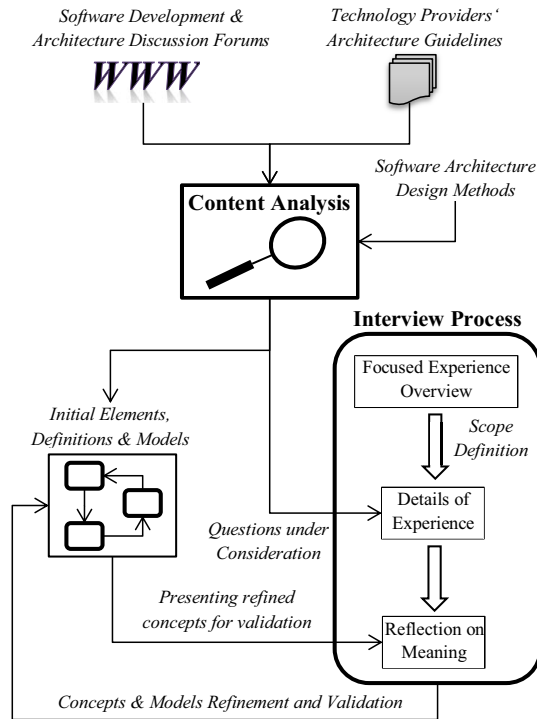 Software Development &
Architecture Discussion Forums
WWW
Technology Providers‘
Architecture Guidelines
Software Architecture
Design Methods
Content Analysis
Interview Process
Focused Experience
Overview
Scope
Definition
Initial Elements,
Definitions & Models
Details of
Experience
Questions under
Consideration
Presenting refined
concepts for validation
Reflection on
Meaning
Concepts & Models Refinement and Validation